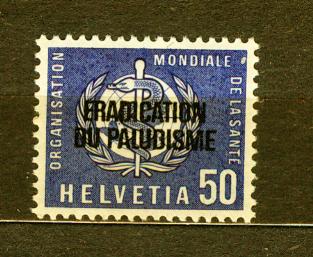 ORGANISATION
MONDIALE
DE LA SANTÉ
ERADICATION
DU PALUDISME
HELVETIA 50